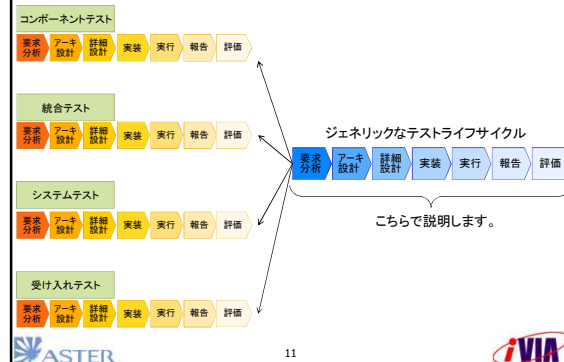 コンポーネントテスト
要求分析 アーキ設計 詳細設計 実装 実行 報告 評価
統合テスト
要求分析 アーキ設計 詳細設計 実装 実行 報告 評価
ジェネリックなテストライフサイクル
要求分析 アーキ設計 詳細設計 実装 実行 報告 評価
システムテスト
要求分析 アーキ設計 詳細設計 実装 実行 報告 評価
こちらで説明します。
受け入れテスト
要求分析 アーキ設計 詳細設計 実装 実行 報告 評価
ASTER
11
iVIA